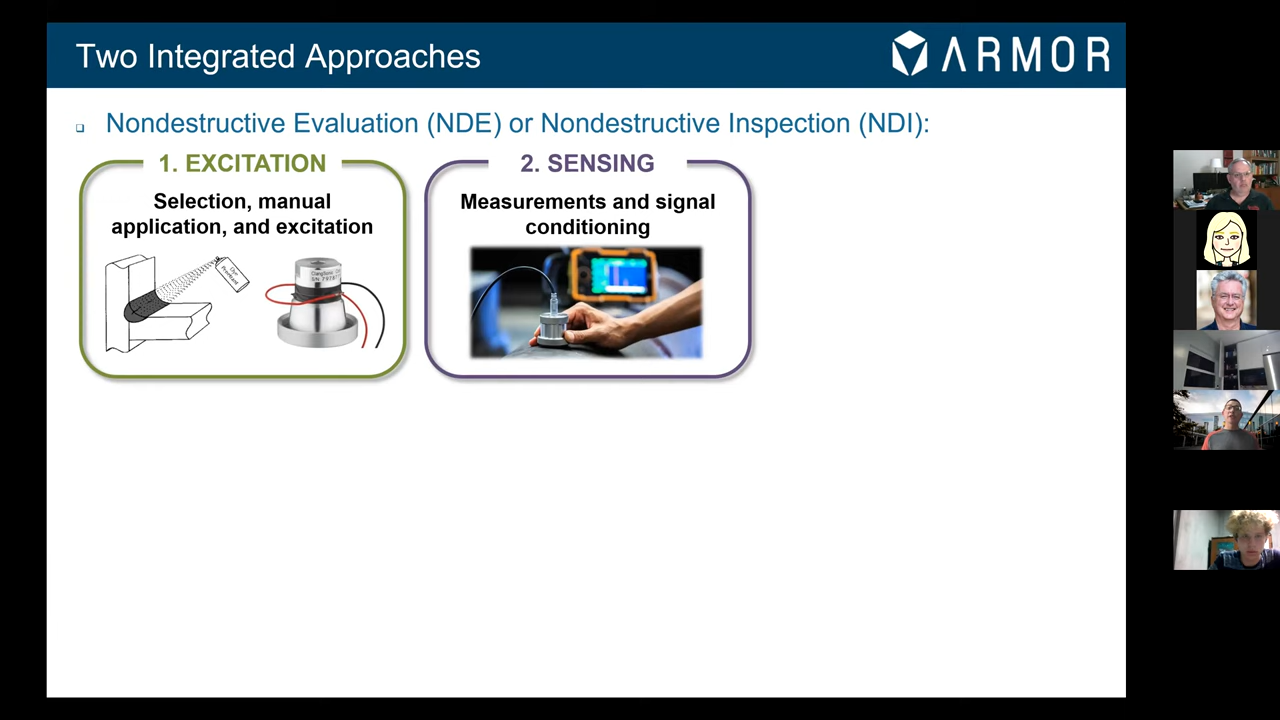 Two Integrated Approaches
ARMOR
Nondestructive Evaluation (NDE) or Nondestructive Inspection (NDI):
1. EXCITATION
Selection, manual
application, and excitation
2. SENSING
Measurements and signal
conditioning